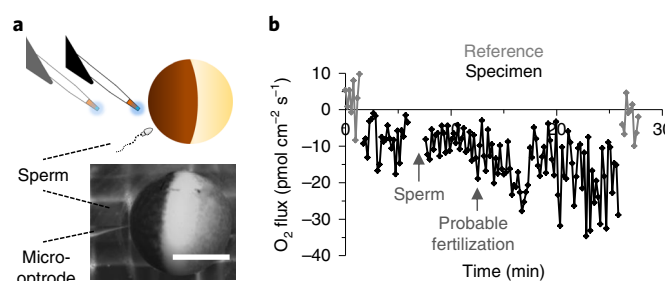 a
Sperm
Micro-
optrode
b
Reference
Specimen
O2 flux (pmol cm−2 s−1)
10
0
−10
−20
−30
−40
0
20
30
Sperm
Probable
fertilization
Time (min)